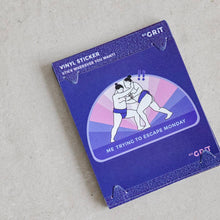 VINYL STICKER
STICK WHEREVER YOU WANT!
GRIT
ME TRYING TO ESCAPE MONDAY
GRIT